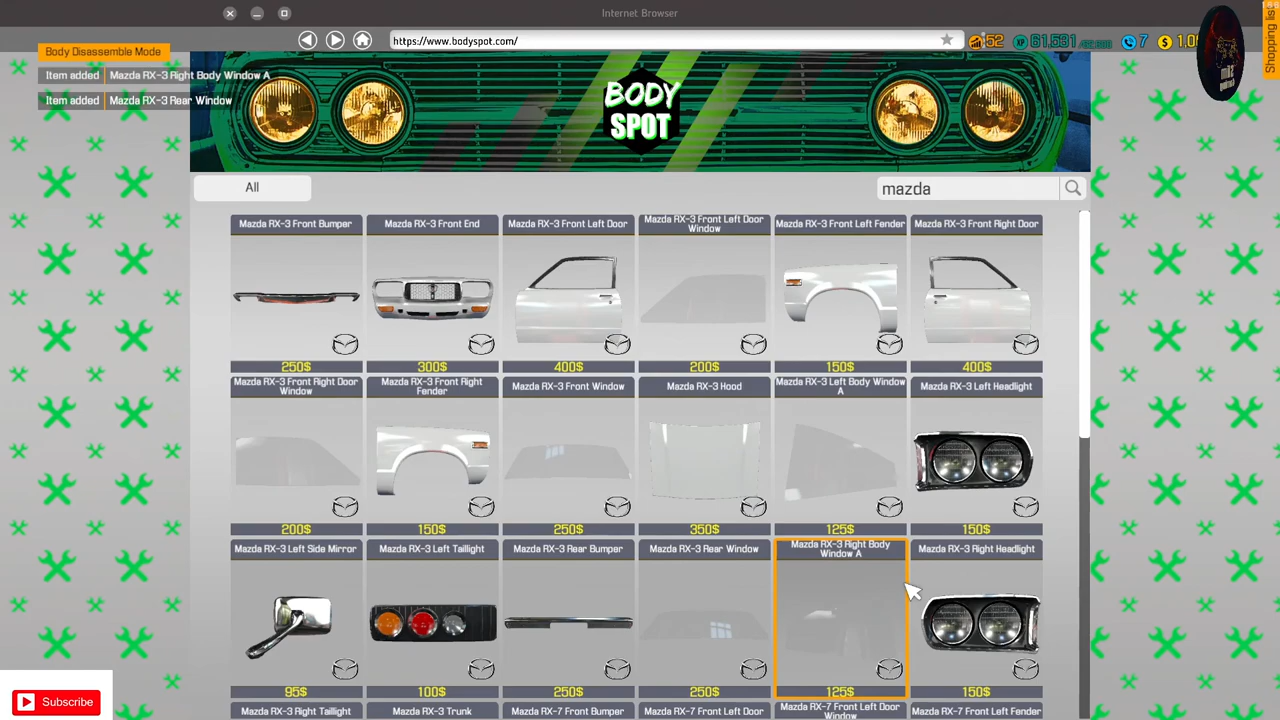 Internet Browser
https://www.bodyspot.com/
52
61,531
7
Shopping list
Body Disassemble Mode
Item added Mazda RX-3 Right Body Window A
Item added Mazda RX-3 Rear Window
BODY
SPOT
All
mazda
Mazda RX-3 Front Bumper
Mazda RX-3 Front End
Mazda RX-3 Front Left Door
Mazda RX-3 Front Left Door
Window
Mazda RX-3 Front Left Fender
Mazda RX-3 Front Right Door
250$
300$
400$
200$
150$
400$
Mazda RX-3 Front Right Door
Window
Mazda RX-3 Front Right
Fender
Mazda RX-3 Front Window
Mazda RX-3 Hood
Mazda RX-3 Left Body Window
A
Mazda RX-3 Left Headlight
200$
150$
250$
350$
125$
150$
Mazda RX-3 Left Side Mirror
Mazda RX-3 Left Taillight
Mazda RX-3 Rear Bumper
Mazda RX-3 Rear Window
Mazda RX-3 Right Body
Window A
Mazda RX-3 Right Headlight
95$
100$
250$
250$
125$
150$
Mazda RX-3 Right Taillight
Mazda RX-3 Trunk
Mazda RX-7 Front Bumper
Mazda RX-7 Front Left Door
Mazda RX-7 Front Left Door
Window
Mazda RX-7 Front Left Fender
Subscribe